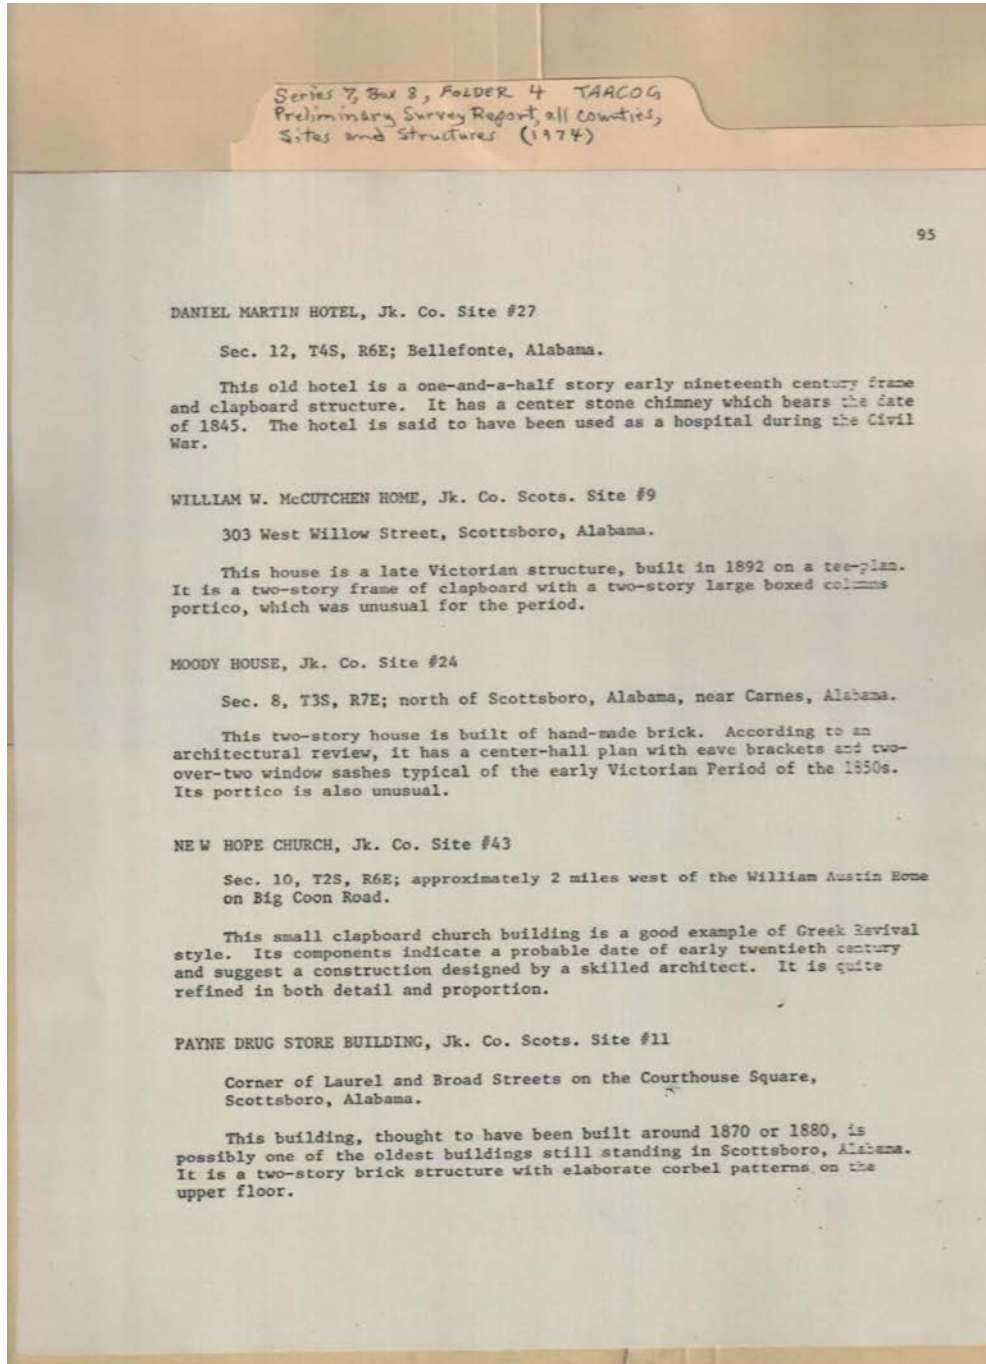 Series 7, Box 8, FOLDER 4 TARCOG
Preliminary Survey Report, all counties,
Sites and Structures (1974)
95
DANIEL MARTIN HOTEL, Jk. Co. Site #27
Sec. 12, T4S, R6E; Bellefonte, Alabama.
This old hotel is a one-and-a-half story early nineteenth century frame
and clapboard structure. It has a center stone chimney which bears the date
of 1845. The hotel is said to have been used as a hospital during the Civil
War.
WILLIAM W. McCUTCHEN HOME, Jk. Co. Scots. Site #9
303 West Willow Street, Scottsboro, Alabama.
This house is a late Victorian structure, built in 1892 on a tee-plan.
It is a two-story frame of clapboard with a two-story large boxed columns
portico, which was unusual for the period.
MOODY HOUSE, Jk. Co. Site #24
Sec. 8, T3S, R7E; north of Scottsboro, Alabama, near Carnes, Alabama.
This two-story house is built of hand-made brick. According to an
architectural review, it has a center-hall plan with eave brackets and two-
over-two window sashes typical of the early Victorian Period of the 1850s.
Its portico is also unusual.
NEW HOPE CHURCH, Jk. Co. Site #43
Sec. 10, T2S, R6E; approximately 2 miles west of the William Austin Home
on Big Coon Road.
This small clapboard church building is a good example of Greek Revival
style. Its components indicate a probable date of early twentieth century
and suggest a construction designed by a skilled architect. It is quite
refined in both detail and proportion.
PAYNE DRUG STORE BUILDING, Jk. Co. Scots. Site #11
Corner of Laurel and Broad Streets on the Courthouse Square,
Scottsboro, Alabama.
This building, thought to have been built around 1870 or 1880, is
possibly one of the oldest buildings still standing in Scottsboro, Alabama.
It is a two-story brick structure with elaborate corbel patterns on the
upper floor.